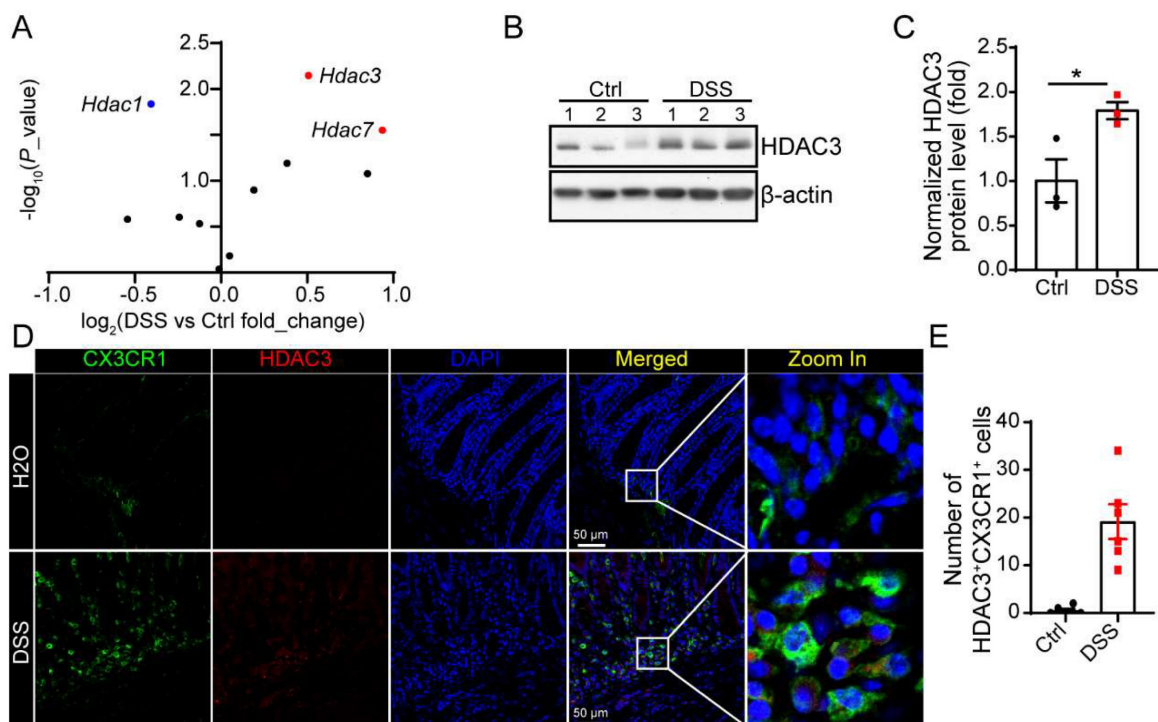 A
-log10(P_value)
2.5
2.0
1.5
1.0
-1.0
-0.5
0.0
0.5
1.0
log2(DSS vs Ctrl fold_change)
Hdac1
Hdac3
Hdac7
B
Ctrl
DSS
1 2 3 1 2 3
HDAC3
β-actin
C
Normalized HDAC3
protein level (fold)
2.5
2.0
1.5
1.0
0.5
0.0
*
Ctrl
DSS
D
CX3CR1
HDAC3
DAPI
Merged
Zoom In
H2O
50 μm
DSS
50 μm
E
Number of
HDAC3+CX3CR1+ cells
40
30
20
10
0
Ctrl
DSS